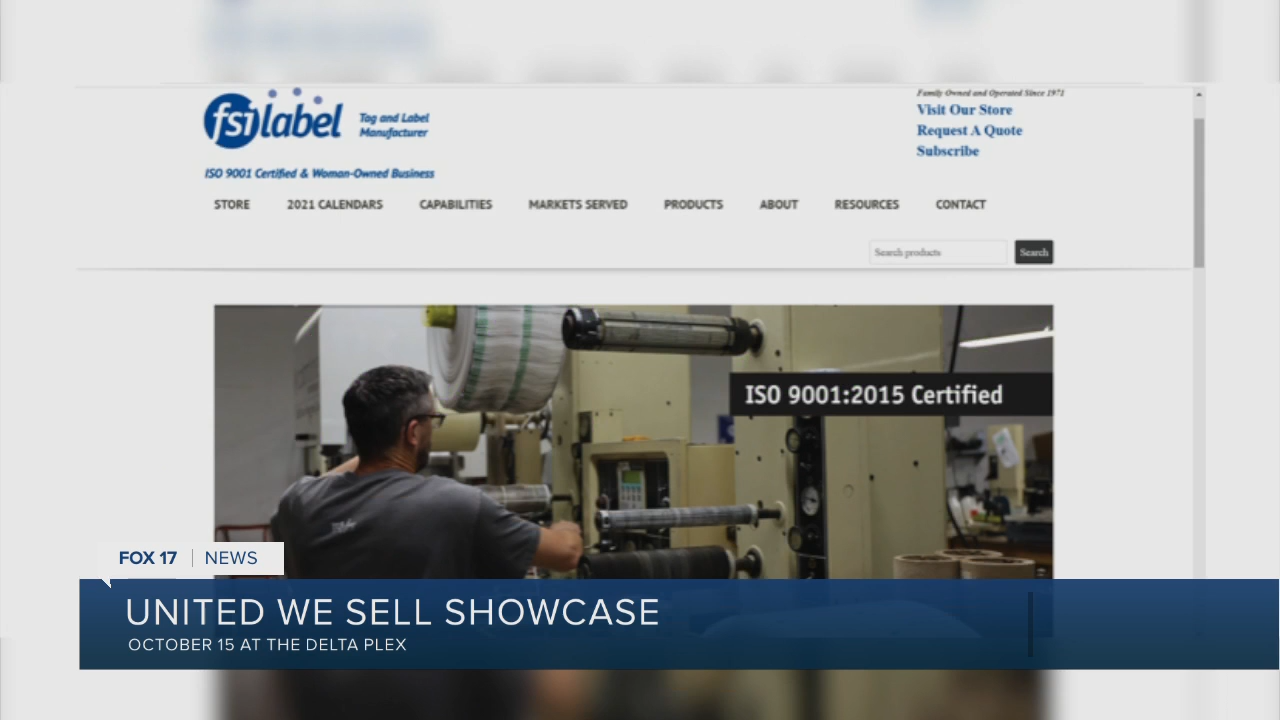 fsi label
Tag and Label
Manufacturer
ISO 9001 Certified & Woman-Owned Business
Family Owned and Operated Since 1971
Visit Our Store
Request A Quote
Subscribe
STORE 2021 CALENDARS CAPABILITIES MARKETS SERVED PRODUCTS ABOUT RESOURCES CONTACT
Search products Search
ISO 9001:2015 Certified
FOX 17 NEWS
UNITED WE SELL SHOWCASE
OCTOBER 15 AT THE DELTA PLEX